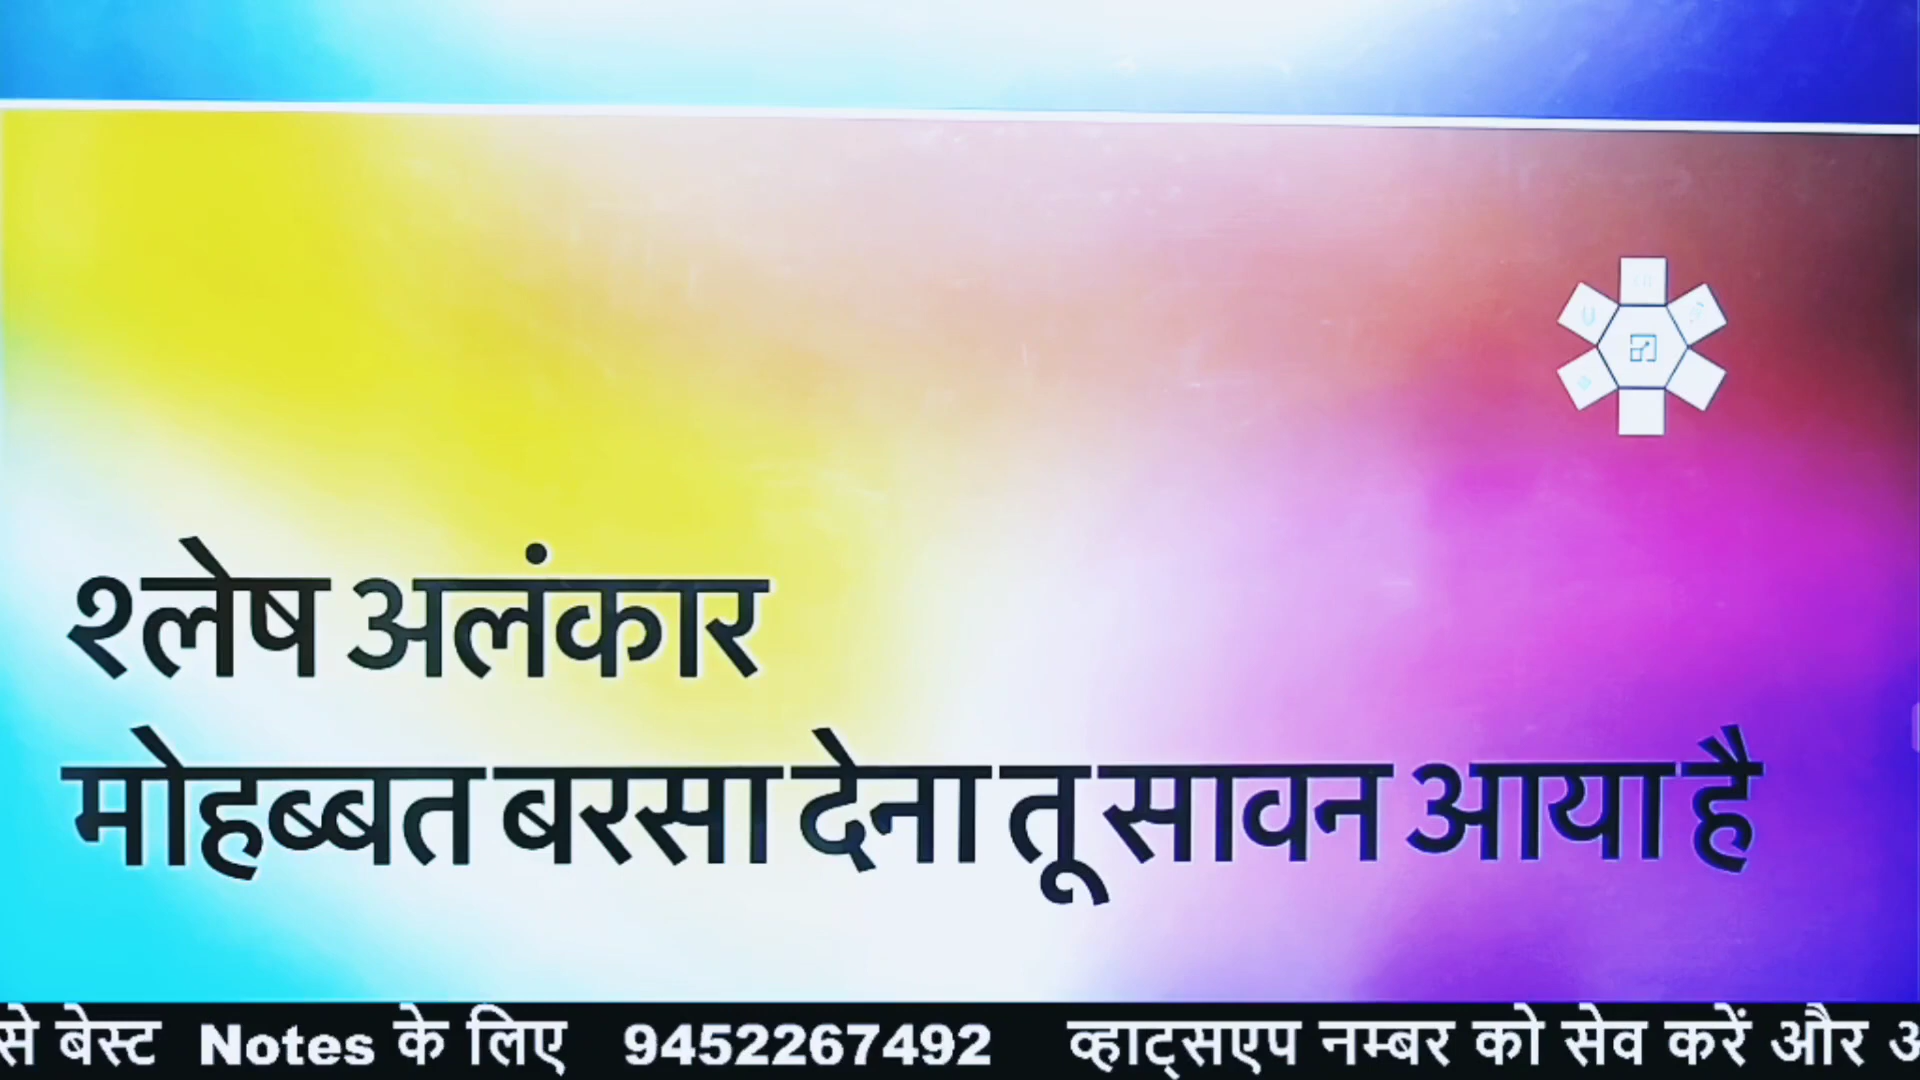 श्लेष अलंकार
मोहब्बत बरसा देना तू सावन आया है
से बेस्ट Notes के लिए 9452267492 व्हाट्सएप नम्बर को सेव करें और